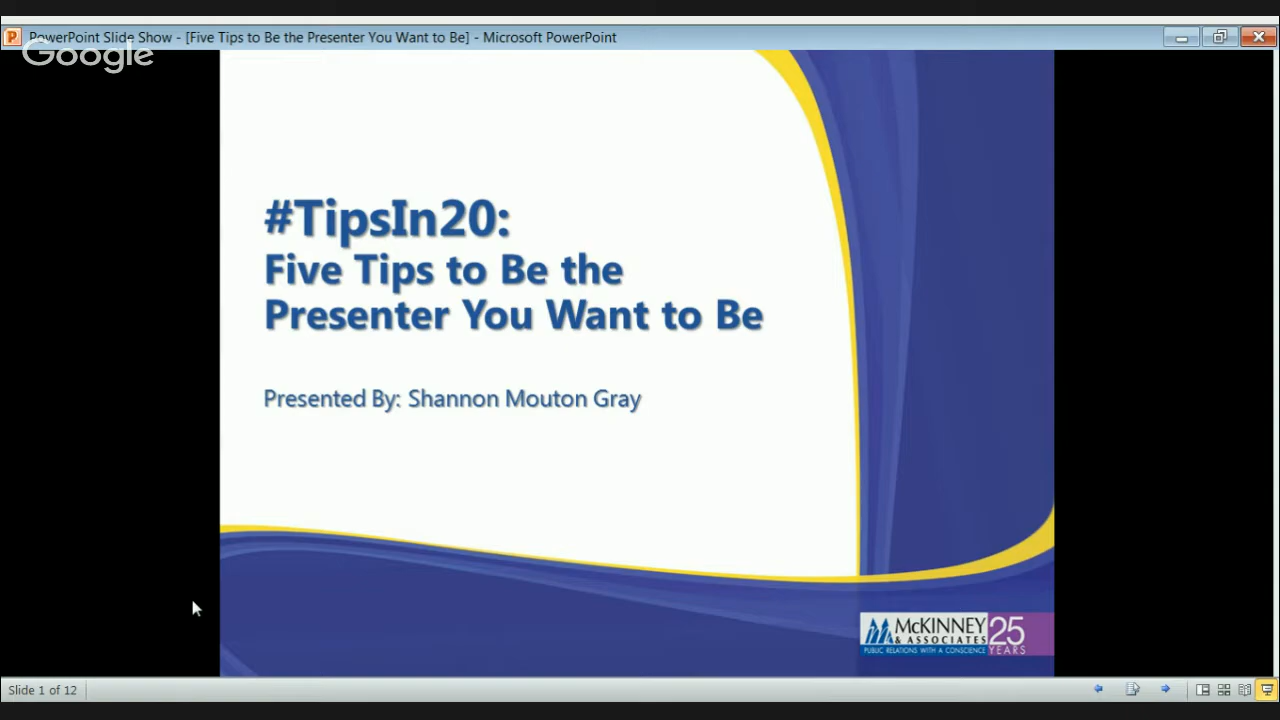 PowerPoint Slide Show - [Five Tips to Be the Presenter You Want to Be] - Microsoft PowerPoint
Google
#TipsIn20:
Five Tips to Be the
Presenter You Want to Be
Presented By: Shannon Mouton Gray
McKINNEY
& ASSOCIATES
PUBLIC RELATIONS WITH A CONSCIENCE
25
YEARS
Slide 1 of 12